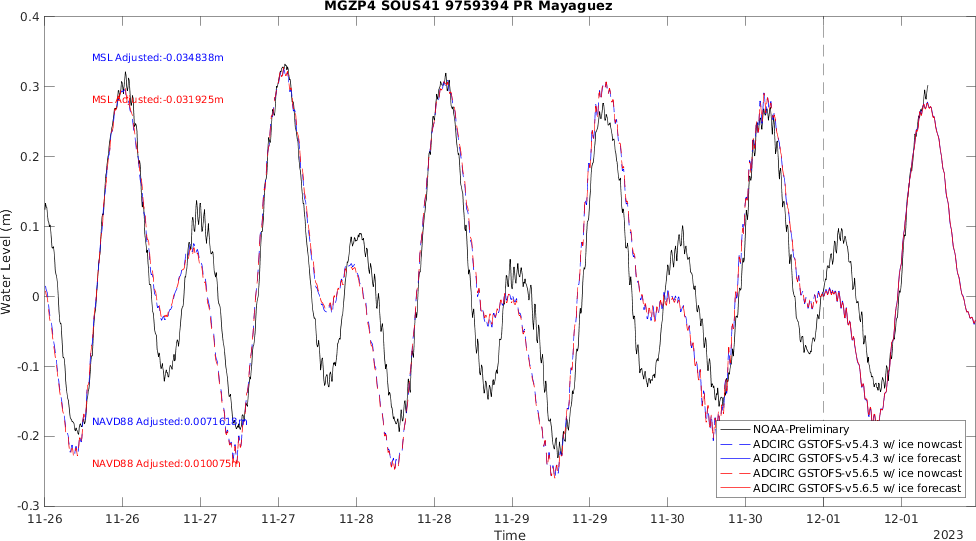 MGZP4 SOUS41 9759394 PR Mayaguez
0.4
0.3
0.2
0.1
0
-0.1
-0.2
-0.3
Water Level (m)
MSL Adjusted:-0.034838m
MSL Adjusted:-0.031925m
NAVD88 Adjusted:0.0071618m
NAVD88 Adjusted:0.010075m
NOAA-Preliminary
ADCIRC GSTOFS-v5.4.3 w/ ice nowcast
ADCIRC GSTOFS-v5.4.3 w/ ice forecast
ADCIRC GSTOFS-v5.6.5 w/ ice nowcast
ADCIRC GSTOFS-v5.6.5 w/ ice forecast
11-26 11-26 11-27 11-27 11-28 11-28 11-29 11-29 11-30 11-30 12-01 12-01
Time
2023